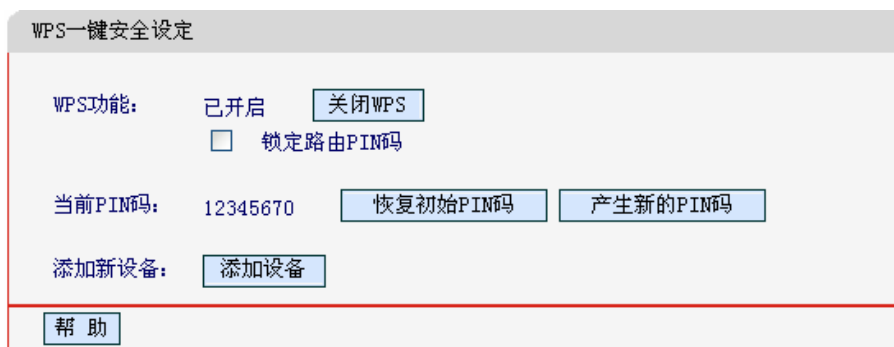 WPS一键安全设定
WPS功能： 已开启 关闭WPS
锁定路由PIN码
当前PIN码： 12345670 恢复初始PIN码 产生新的PIN码
添加新设备： 添加设备
帮 助